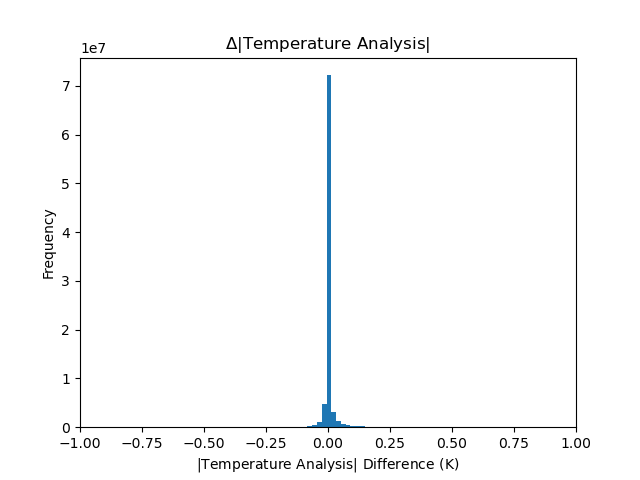 Δ|Temperature Analysis|
1e7
7
6
5
4
3
2
1
0
Frequency
−1.00 −0.75 −0.50 −0.25 0.00 0.25 0.50 0.75 1.00
|Temperature Analysis| Difference (K)